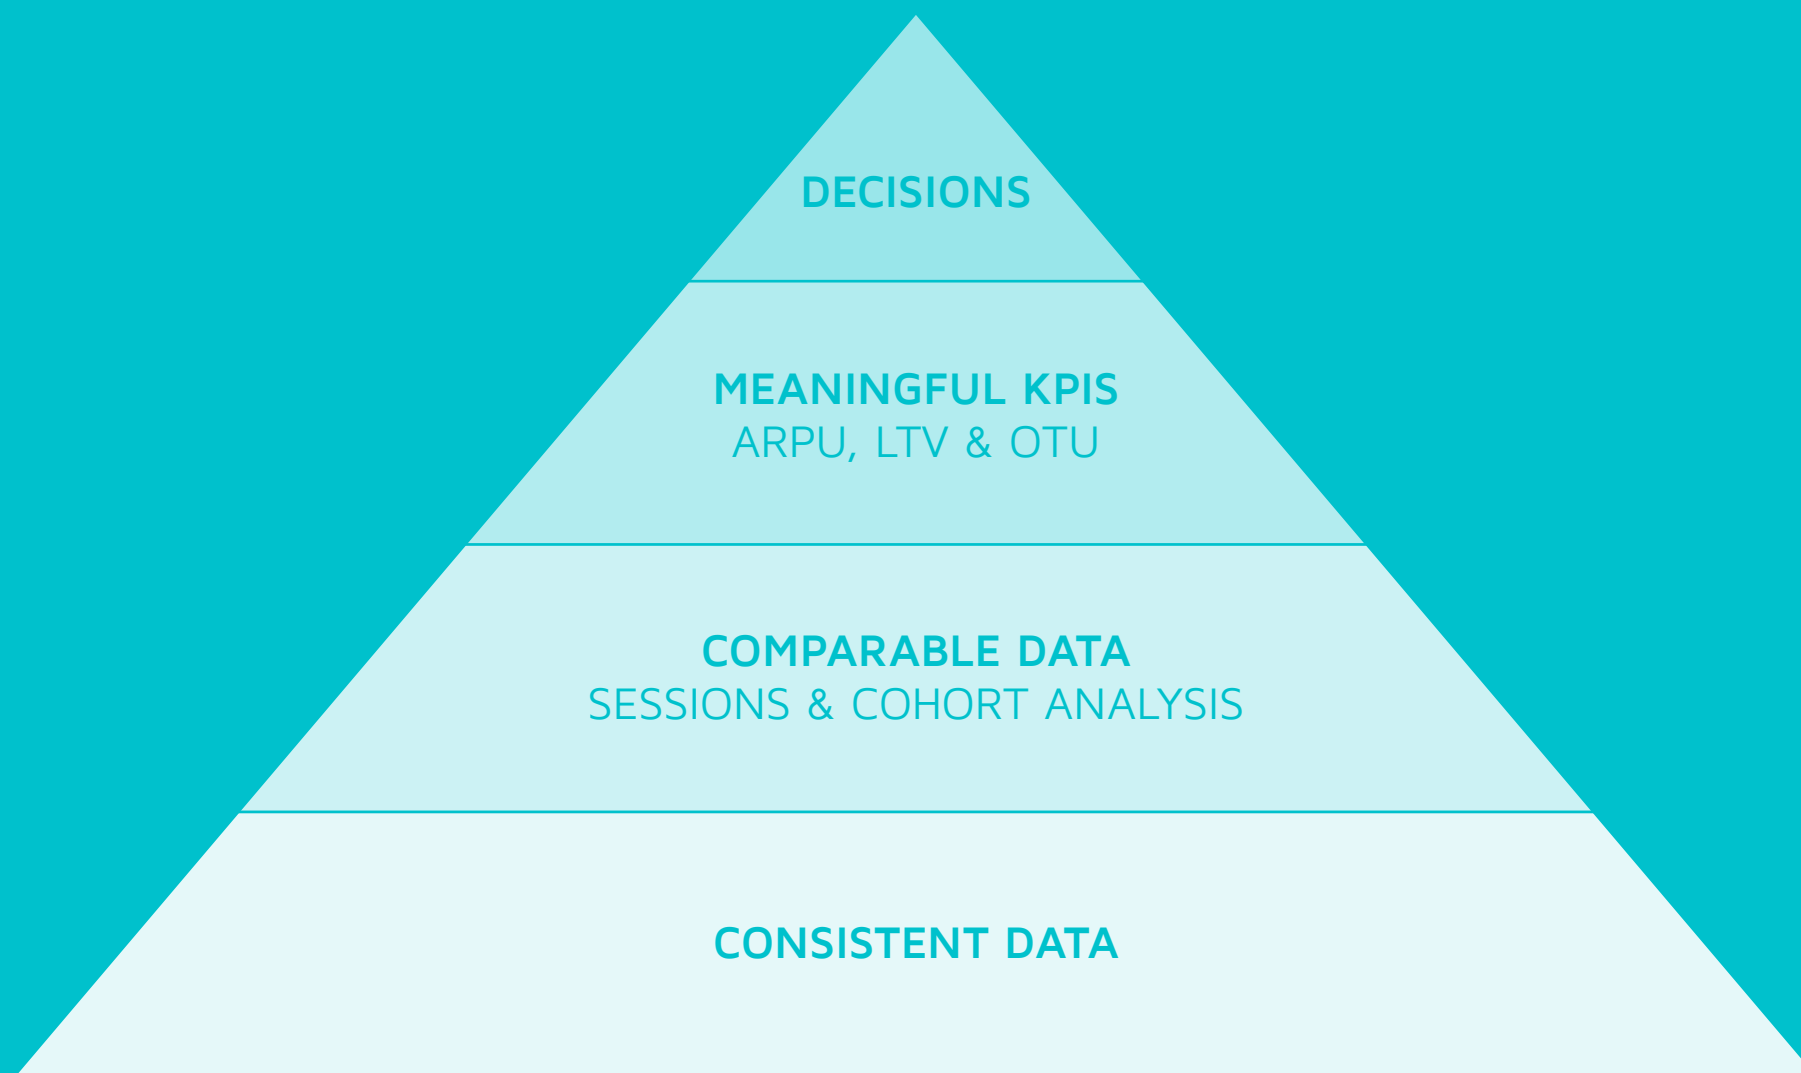 DECISIONS
MEANINGFUL KPIS
ARPU, LTV & OTU
COMPARABLE DATA
SESSIONS & COHORT ANALYSIS
CONSISTENT DATA